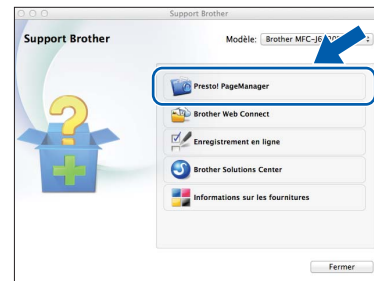 Support Brother
Support Brother
Modèle:
Brother
Presto! PageManager
Brother Web Connect
Enregistrement en ligne
Brother Solutions Center
Informations sur les fournitures
Fermer